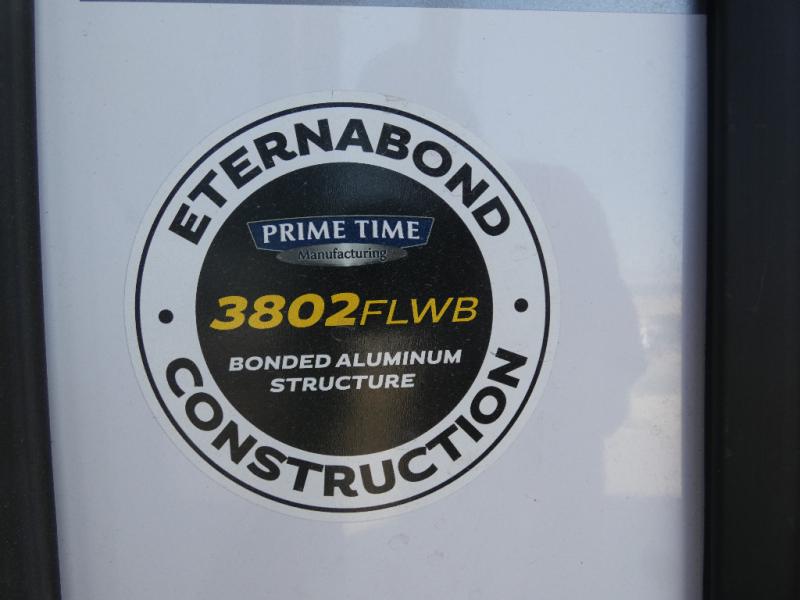 ETERNABOND
PRIME TIME
Manufacturing
3802FLWB
BONDED ALUMINUM
STRUCTURE
CONSTRUCTION